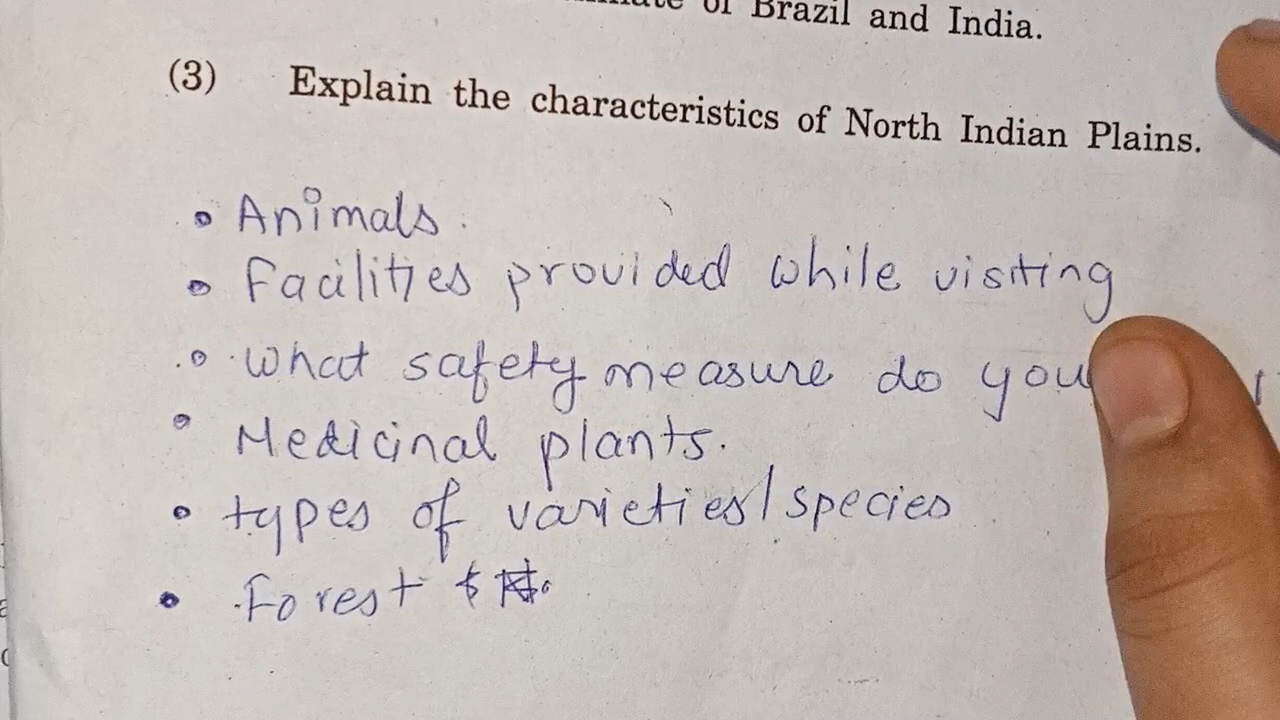 of Brazil and India.
(3) Explain the characteristics of North Indian Plains.
• Animals.
• Facilities provided while visiting
• What safety measure do you
• Medicinal plants.
• types of varieties/species
• Forest &